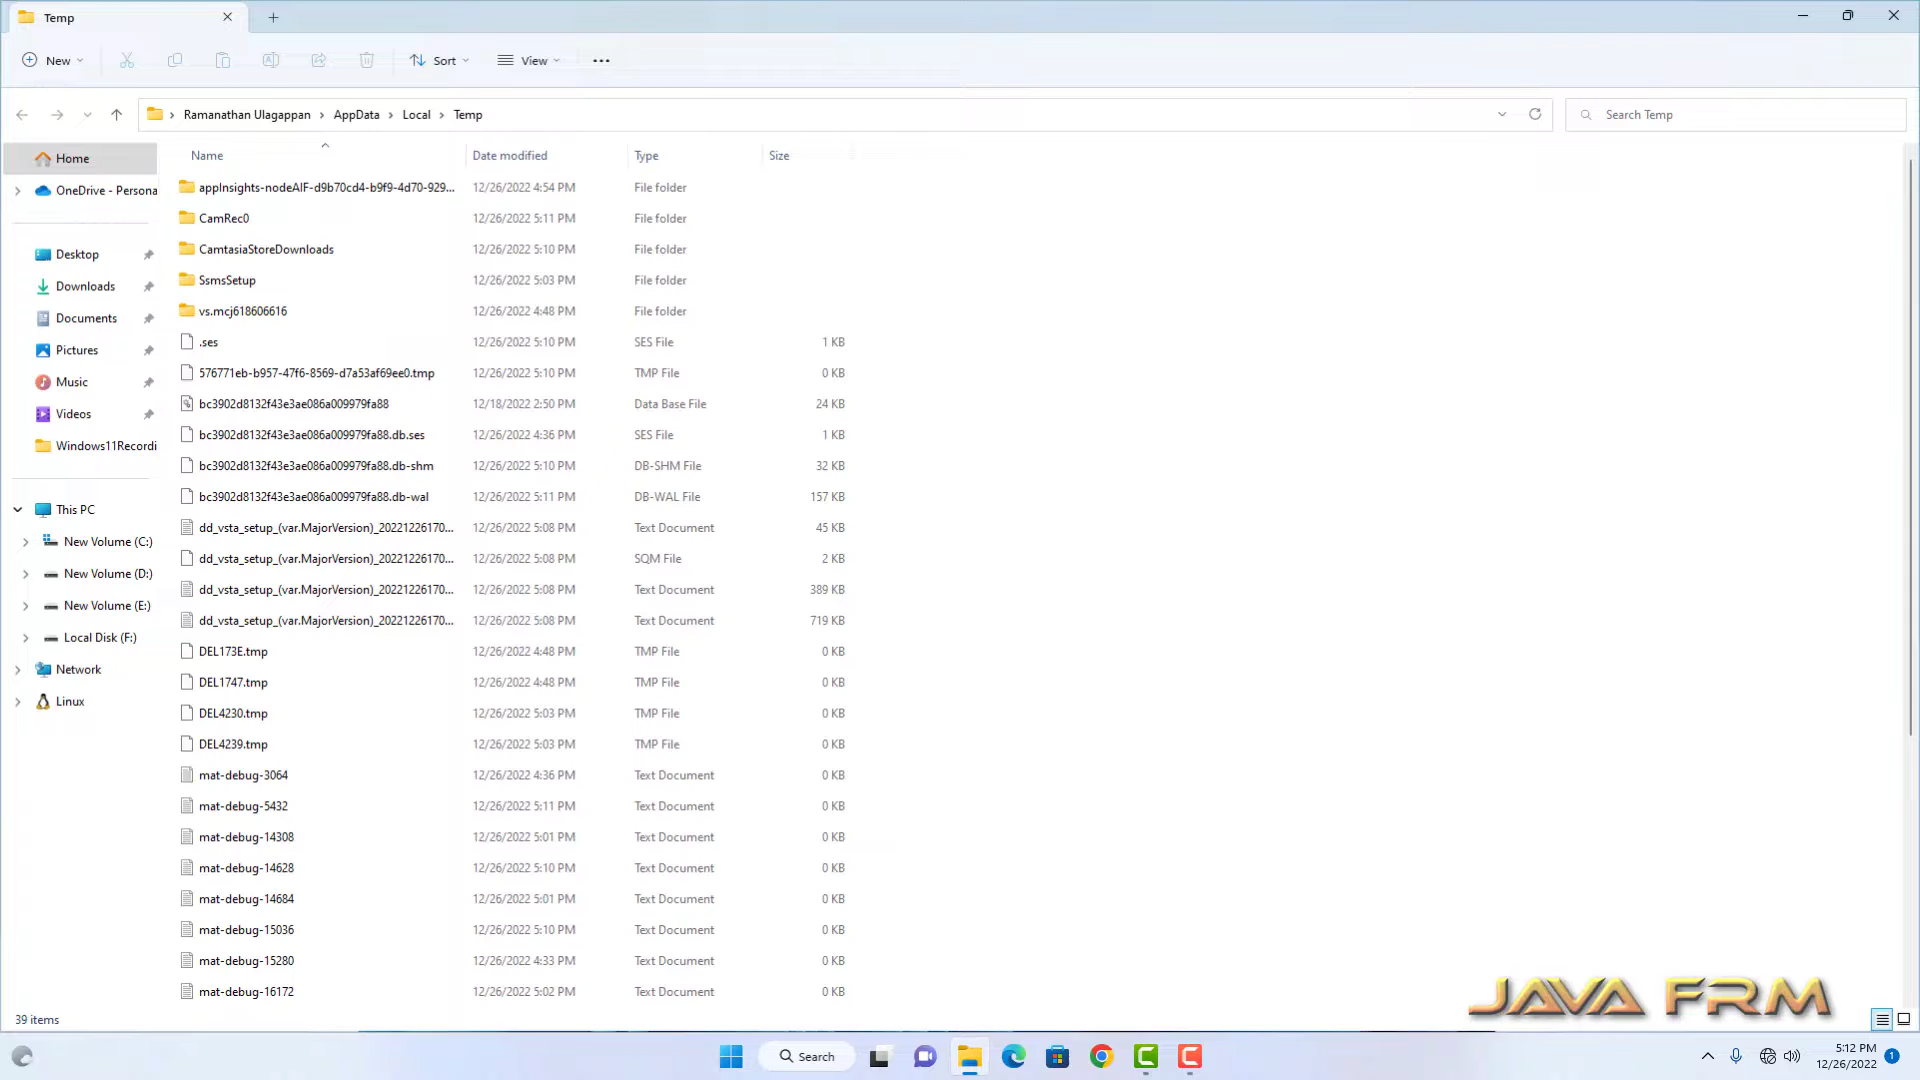 Temp
New
Sort
View
Ramanathan Ulagappan > AppData > Local > Temp
Search Temp
Name Date modified Type Size
Home
OneDrive - Persona
Desktop
Downloads
Documents
Pictures
Music
Videos
Windows11Recordi
This PC
New Volume (C:)
New Volume (D:)
New Volume (E:)
Local Disk (F:)
Network
Linux
appInsights-nodeAIF-d9b70cd4-b9f9-4d70-929... 12/26/2022 4:54 PM File folder
CamRec0 12/26/2022 5:11 PM File folder
CamtasiaStoreDownloads 12/26/2022 5:10 PM File folder
SsmsSetup 12/26/2022 5:03 PM File folder
vs.mcj618606616 12/26/2022 4:48 PM File folder
.ses 12/26/2022 5:10 PM SES File 1 KB
576771eb-b957-47f6-8569-d7a53af69ee0.tmp 12/26/2022 5:10 PM TMP File 0 KB
bc3902d8132f43e3ae086a009979fa88 12/18/2022 2:50 PM Data Base File 24 KB
bc3902d8132f43e3ae086a009979fa88.db.ses 12/26/2022 4:36 PM SES File 1 KB
bc3902d8132f43e3ae086a009979fa88.db-shm 12/26/2022 5:10 PM DB-SHM File 32 KB
bc3902d8132f43e3ae086a009979fa88.db-wal 12/26/2022 5:11 PM DB-WAL File 157 KB
dd_vsta_setup_(var.MajorVersion)_20221226170... 12/26/2022 5:08 PM Text Document 45 KB
dd_vsta_setup_(var.MajorVersion)_20221226170... 12/26/2022 5:08 PM SQM File 2 KB
dd_vsta_setup_(var.MajorVersion)_20221226170... 12/26/2022 5:08 PM Text Document 389 KB
dd_vsta_setup_(var.MajorVersion)_20221226170... 12/26/2022 5:08 PM Text Document 719 KB
DEL173E.tmp 12/26/2022 4:48 PM TMP File 0 KB
DEL1747.tmp 12/26/2022 4:48 PM TMP File 0 KB
DEL4230.tmp 12/26/2022 5:03 PM TMP File 0 KB
DEL4239.tmp 12/26/2022 5:03 PM TMP File 0 KB
mat-debug-3064 12/26/2022 4:36 PM Text Document 0 KB
mat-debug-5432 12/26/2022 5:11 PM Text Document 0 KB
mat-debug-14308 12/26/2022 5:01 PM Text Document 0 KB
mat-debug-14628 12/26/2022 5:10 PM Text Document 0 KB
mat-debug-14684 12/26/2022 5:01 PM Text Document 0 KB
mat-debug-15036 12/26/2022 5:10 PM Text Document 0 KB
mat-debug-15280 12/26/2022 4:33 PM Text Document 0 KB
mat-debug-16172 12/26/2022 5:02 PM Text Document 0 KB
JAVA FRM
39 items
Search
5:12 PM
12/26/2022
1